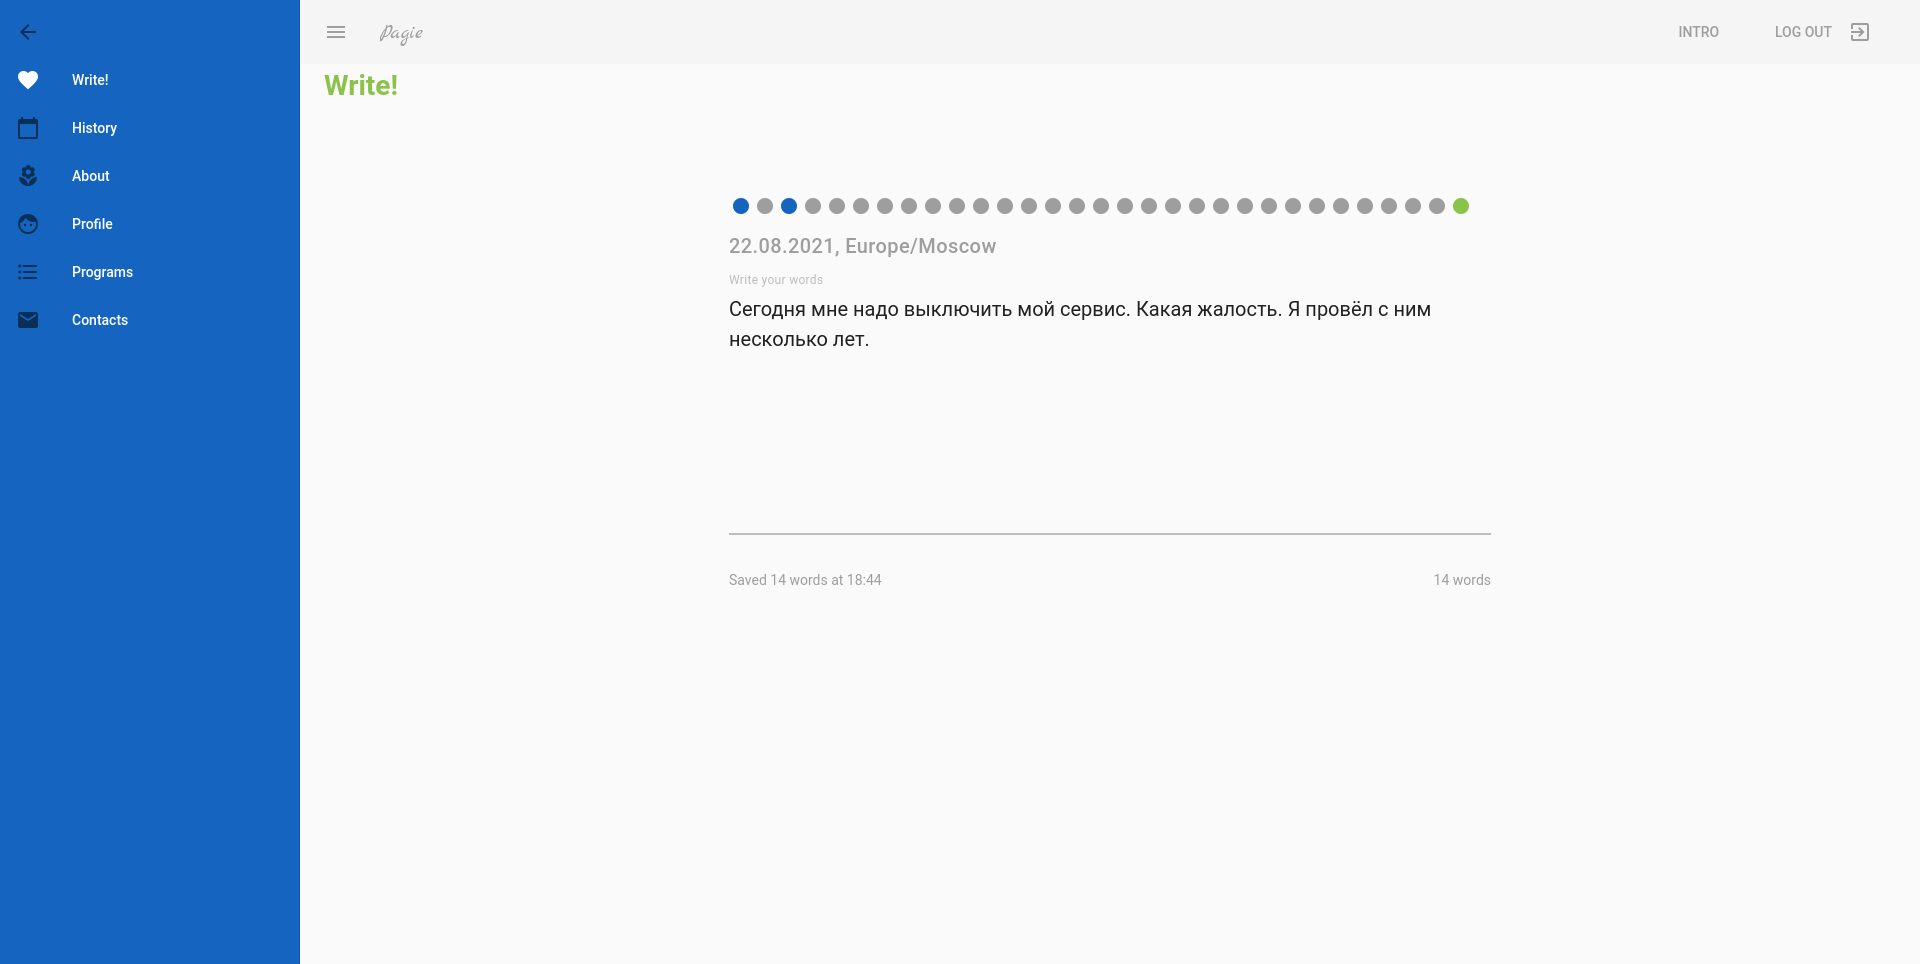 Pagie
INTRO
LOG OUT
Write!
History
About
Profile
Programs
Contacts
Write!
22.08.2021, Europe/Moscow
Write your words
Сегодня мне надо выключить мой сервис. Какая жалость. Я провёл с ним
несколько лет.
Saved 14 words at 18:44
14 words